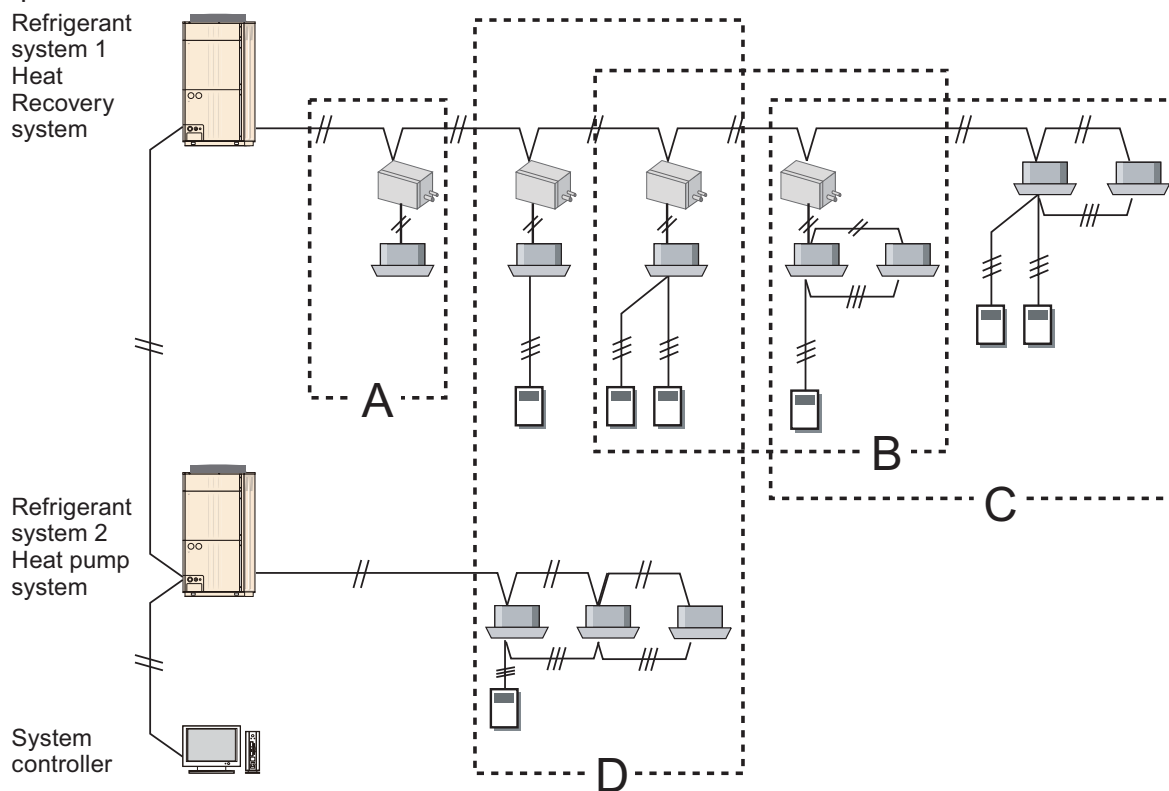 Refrigerant
system 1
Heat
Recovery
system
A
B
C
Refrigerant
system 2
Heat pump
system
D
System
controller